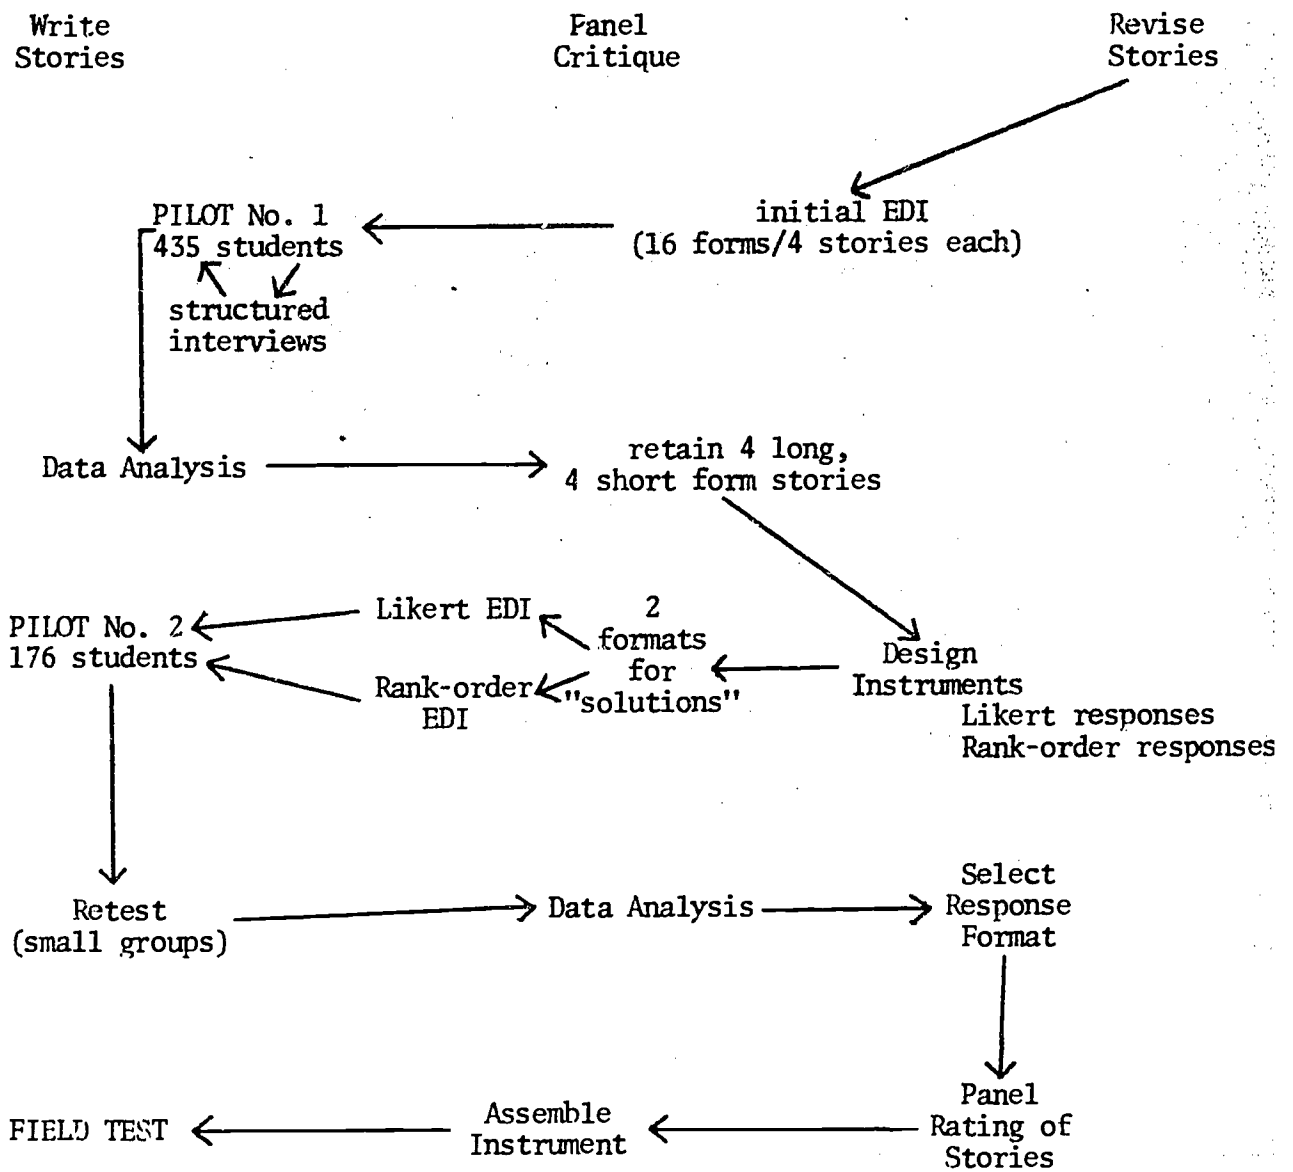 Write
Stories
Fanel
Critique
Revise
Stories
initial EDI
(16 forms/4 stories each)
PILOT No. 1
435 students
structured
interviews
Data Analysis
retain 4 long,
4 short form stories
Design
Instruments
Likert responses
Rank-order responses
2
formats
for
"solutions"
Likert EDI
Rank-order
EDI
PILOT No. 2
176 students
Retest
(small groups)
Data Analysis
Select
Response
Format
Panel
Rating of
Stories
Assemble
Instrument
FIELD TEST